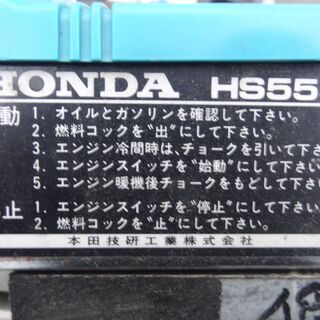 HONDA HS55
動 1. オイルとガソリンを確認して下さい。
2. 燃料コックを“出”にして下さい。
3. エンジン冷間時は、チョークを引いて下さい
4. エンジンスイッチを“始動”にして下さい
5. エンジン暖機後チョークをもどして下さい
止 1. エンジンスイッチを“停止”にして下さい
2. 燃料コックを“止”にして下さい。
本田技研工業株式会社